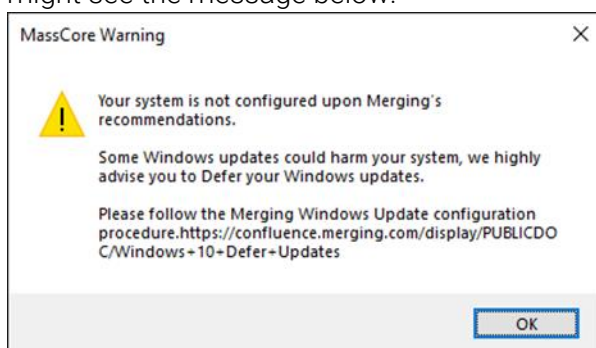 might see the message below:
MassCore Warning
Your system is not configured upon Merging's
recommendations.
Some Windows updates could harm your system, we highly
advise you to Defer your Windows updates.
Please follow the Merging Windows Update configuration
procedure.https://confluence.merging.com/display/PUBLICDO
C/Windows+10+Defer+Updates
OK